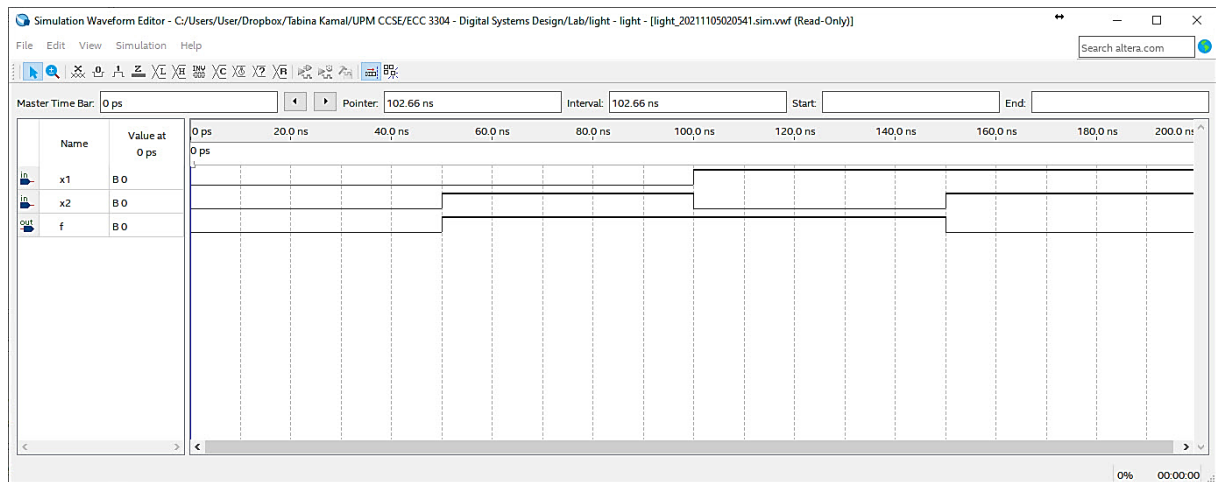 Simulation Waveform Editor - C:/Users/User/Dropbox/Tabina Kamal/UPM CCSE/ECC 3304 - Digital Systems Design/Lab/light - light - [light_20211105020541.sim.vwf (Read-Only)]
File Edit View Simulation Help
Search altera.com
Master Time Bar: 0 ps Pointer: 102.66 ns Interval: 102.66 ns Start: End:
Name Value at 0 ps
0 ps 20.0 ns 40.0 ns 60.0 ns 80.0 ns 100.0 ns 120.0 ns 140.0 ns 160.0 ns 180.0 ns 200.0 ns
0 ps
in x1 B 0
in x2 B 0
out f B 0
0% 00:00:00